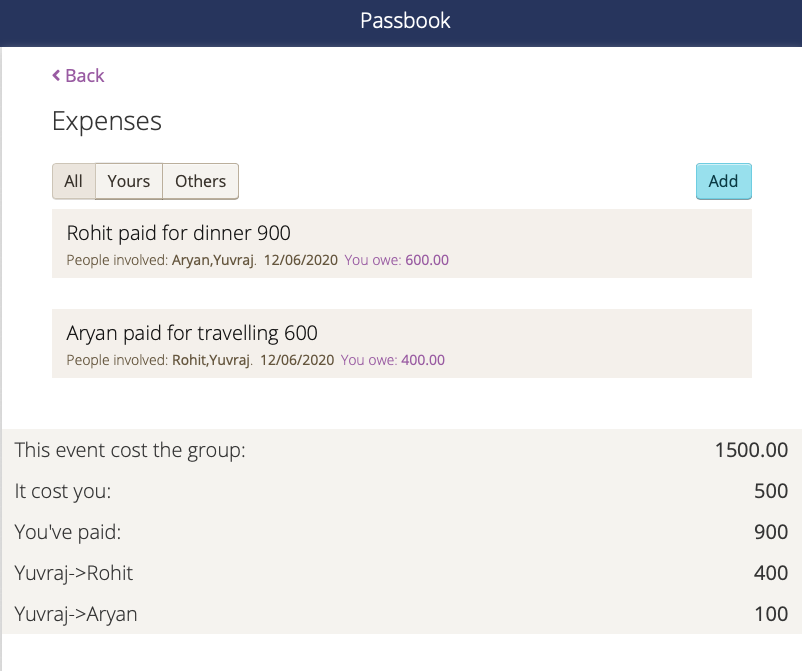 Passbook
Back
Expenses
All Yours Others Add
Rohit paid for dinner 900
People involved: Aryan,Yuvraj. 12/06/2020 You owe: 600.00
Aryan paid for travelling 600
People involved: Rohit,Yuvraj. 12/06/2020 You owe: 400.00
This event cost the group: 1500.00
It cost you: 500
You've paid: 900
Yuvraj->Rohit 400
Yuvraj->Aryan 100